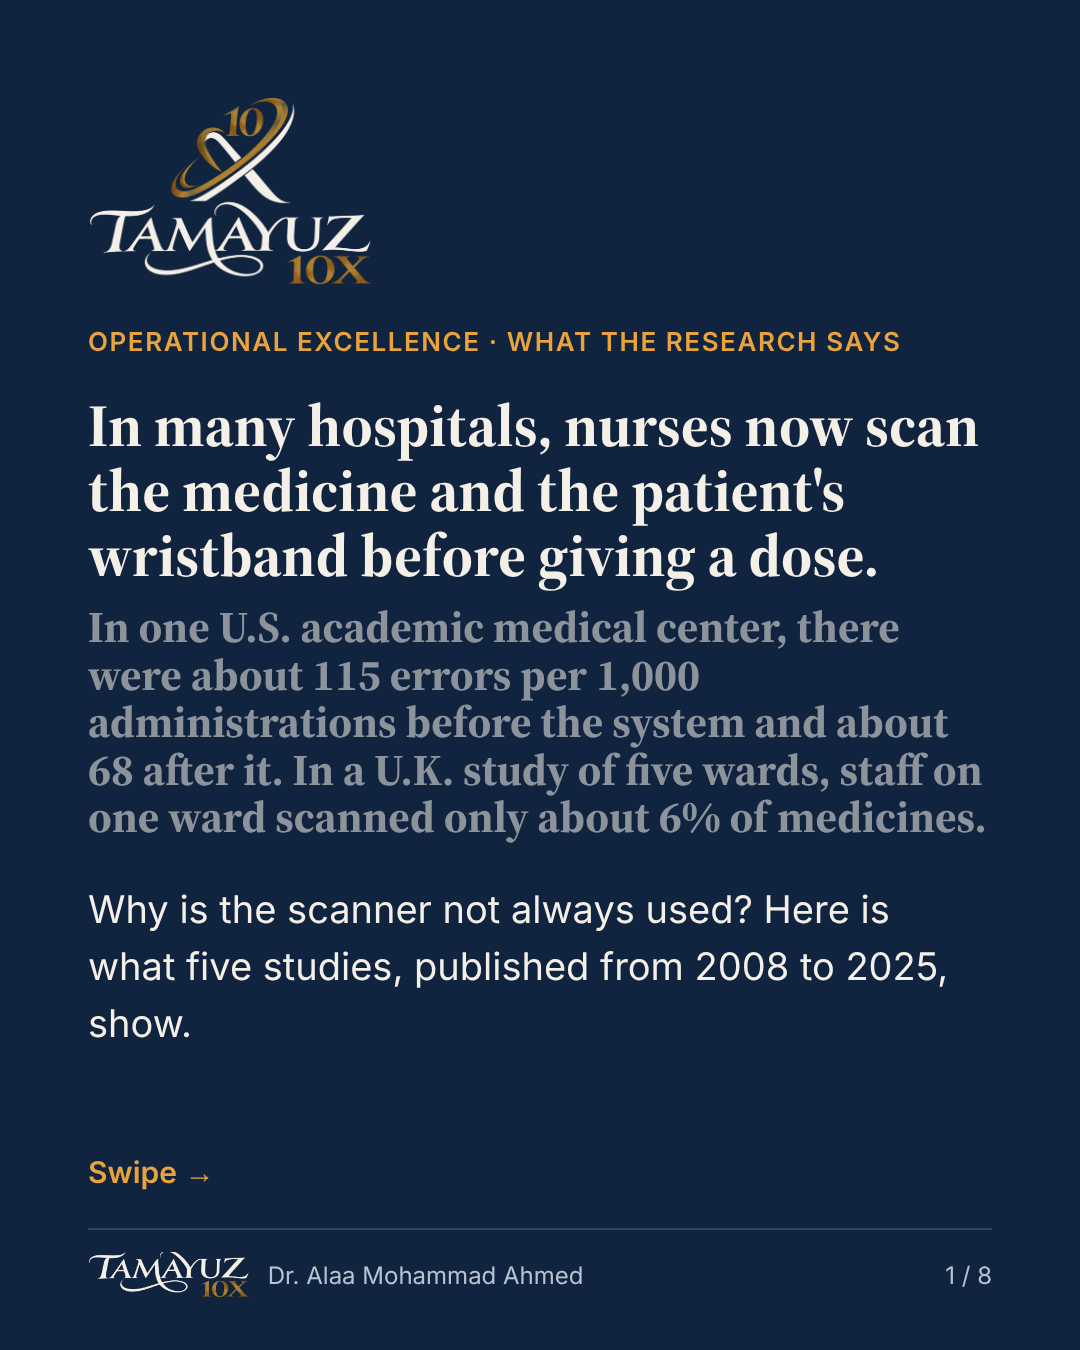 10
TAMAYUZ
10X
OPERATIONAL EXCELLENCE · WHAT THE RESEARCH SAYS
In many hospitals, nurses now scan
the medicine and the patient's
wristband before giving a dose.
In one U.S. academic medical center, there
were about 115 errors per 1,000
administrations before the system and about
68 after it. In a U.K. study of five wards, staff on
one ward scanned only about 6% of medicines.
Why is the scanner not always used? Here is
what five studies, published from 2008 to 2025,
show.
Swipe →
TAMAYUZ
10X
Dr. Alaa Mohammad Ahmed
1 / 8